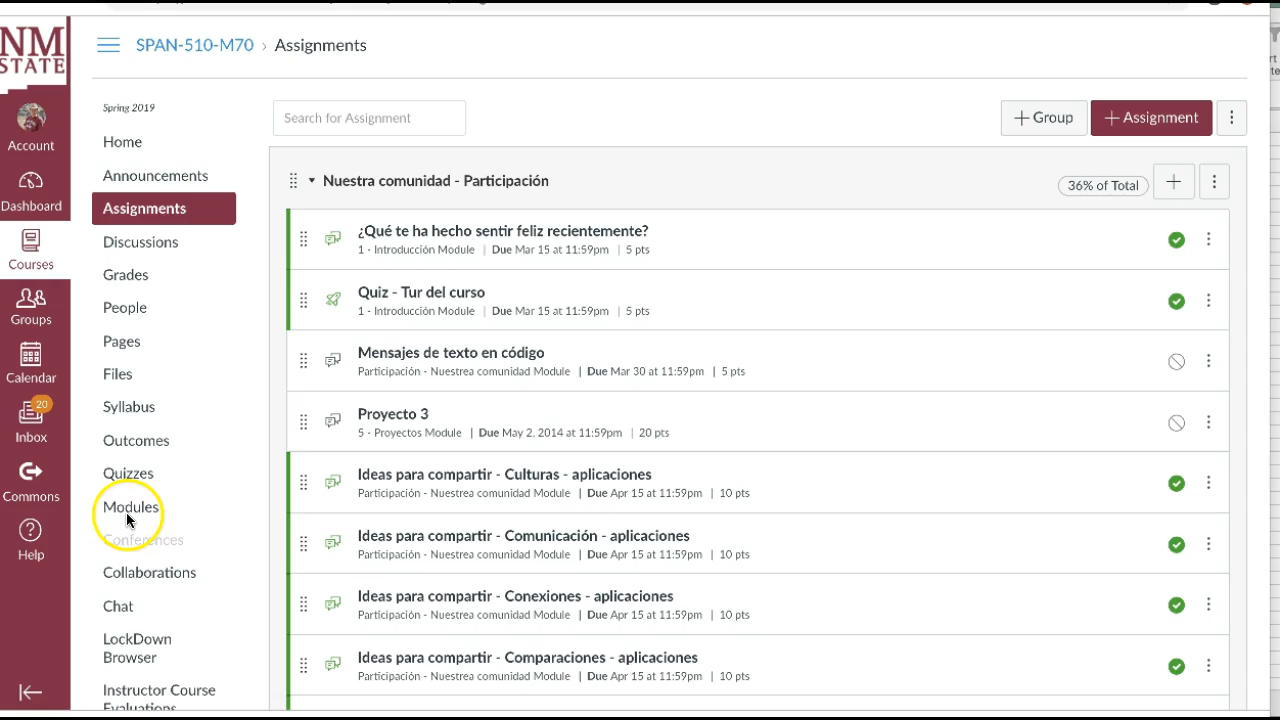 NM
STATE
SPAN-510-M70 › Assignments
Account
Dashboard
Courses
Groups
Calendar
20
Inbox
Commons
Help
Spring 2019
Home
Announcements
Assignments
Discussions
Grades
People
Pages
Files
Syllabus
Outcomes
Quizzes
Modules
Conferences
Collaborations
Chat
LockDown
Browser
Instructor Course
Evaluations
Search for Assignment
+ Group
+ Assignment
Nuestra comunidad - Participación
36% of Total
¿Qué te ha hecho sentir feliz recientemente?
1 - Introducción Module | Due Mar 15 at 11:59pm | 5 pts
Quiz - Tur del curso
1 - Introducción Module | Due Mar 15 at 11:59pm | 5 pts
Mensajes de texto en código
Participación - Nuestrea comunidad Module | Due Mar 30 at 11:59pm | 5 pts
Proyecto 3
5 - Proyectos Module | Due May 2, 2014 at 11:59pm | 20 pts
Ideas para compartir - Culturas - aplicaciones
Participación - Nuestrea comunidad Module | Due Apr 15 at 11:59pm | 10 pts
Ideas para compartir - Comunicación - aplicaciones
Participación - Nuestrea comunidad Module | Due Apr 15 at 11:59pm | 10 pts
Ideas para compartir - Conexiones - aplicaciones
Participación - Nuestrea comunidad Module | Due Apr 15 at 11:59pm | 10 pts
Ideas para compartir - Comparaciones - aplicaciones
Participación - Nuestrea comunidad Module | Due Apr 15 at 11:59pm | 10 pts